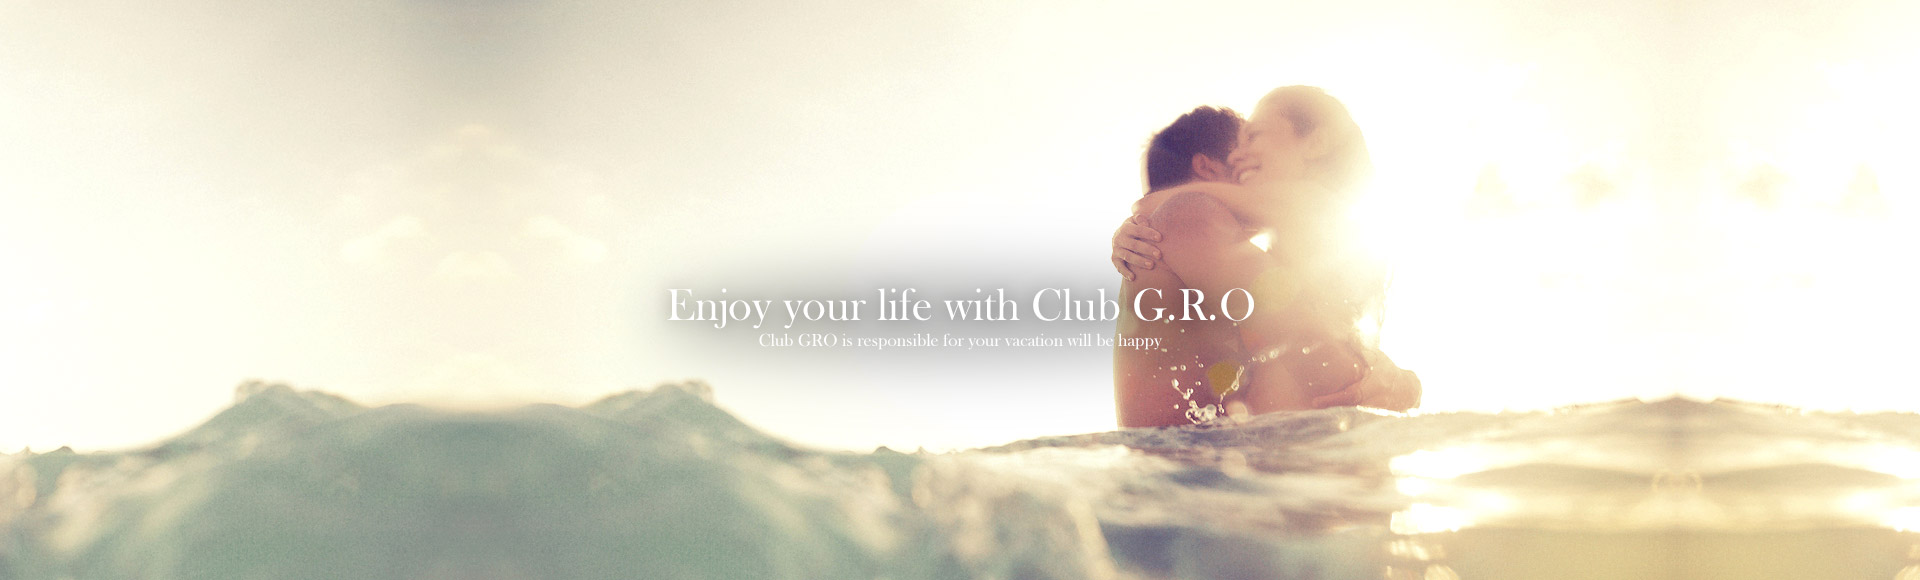 Enjoy your life with Club G.R.O
Club GRO is responsible for your vacation will be happy